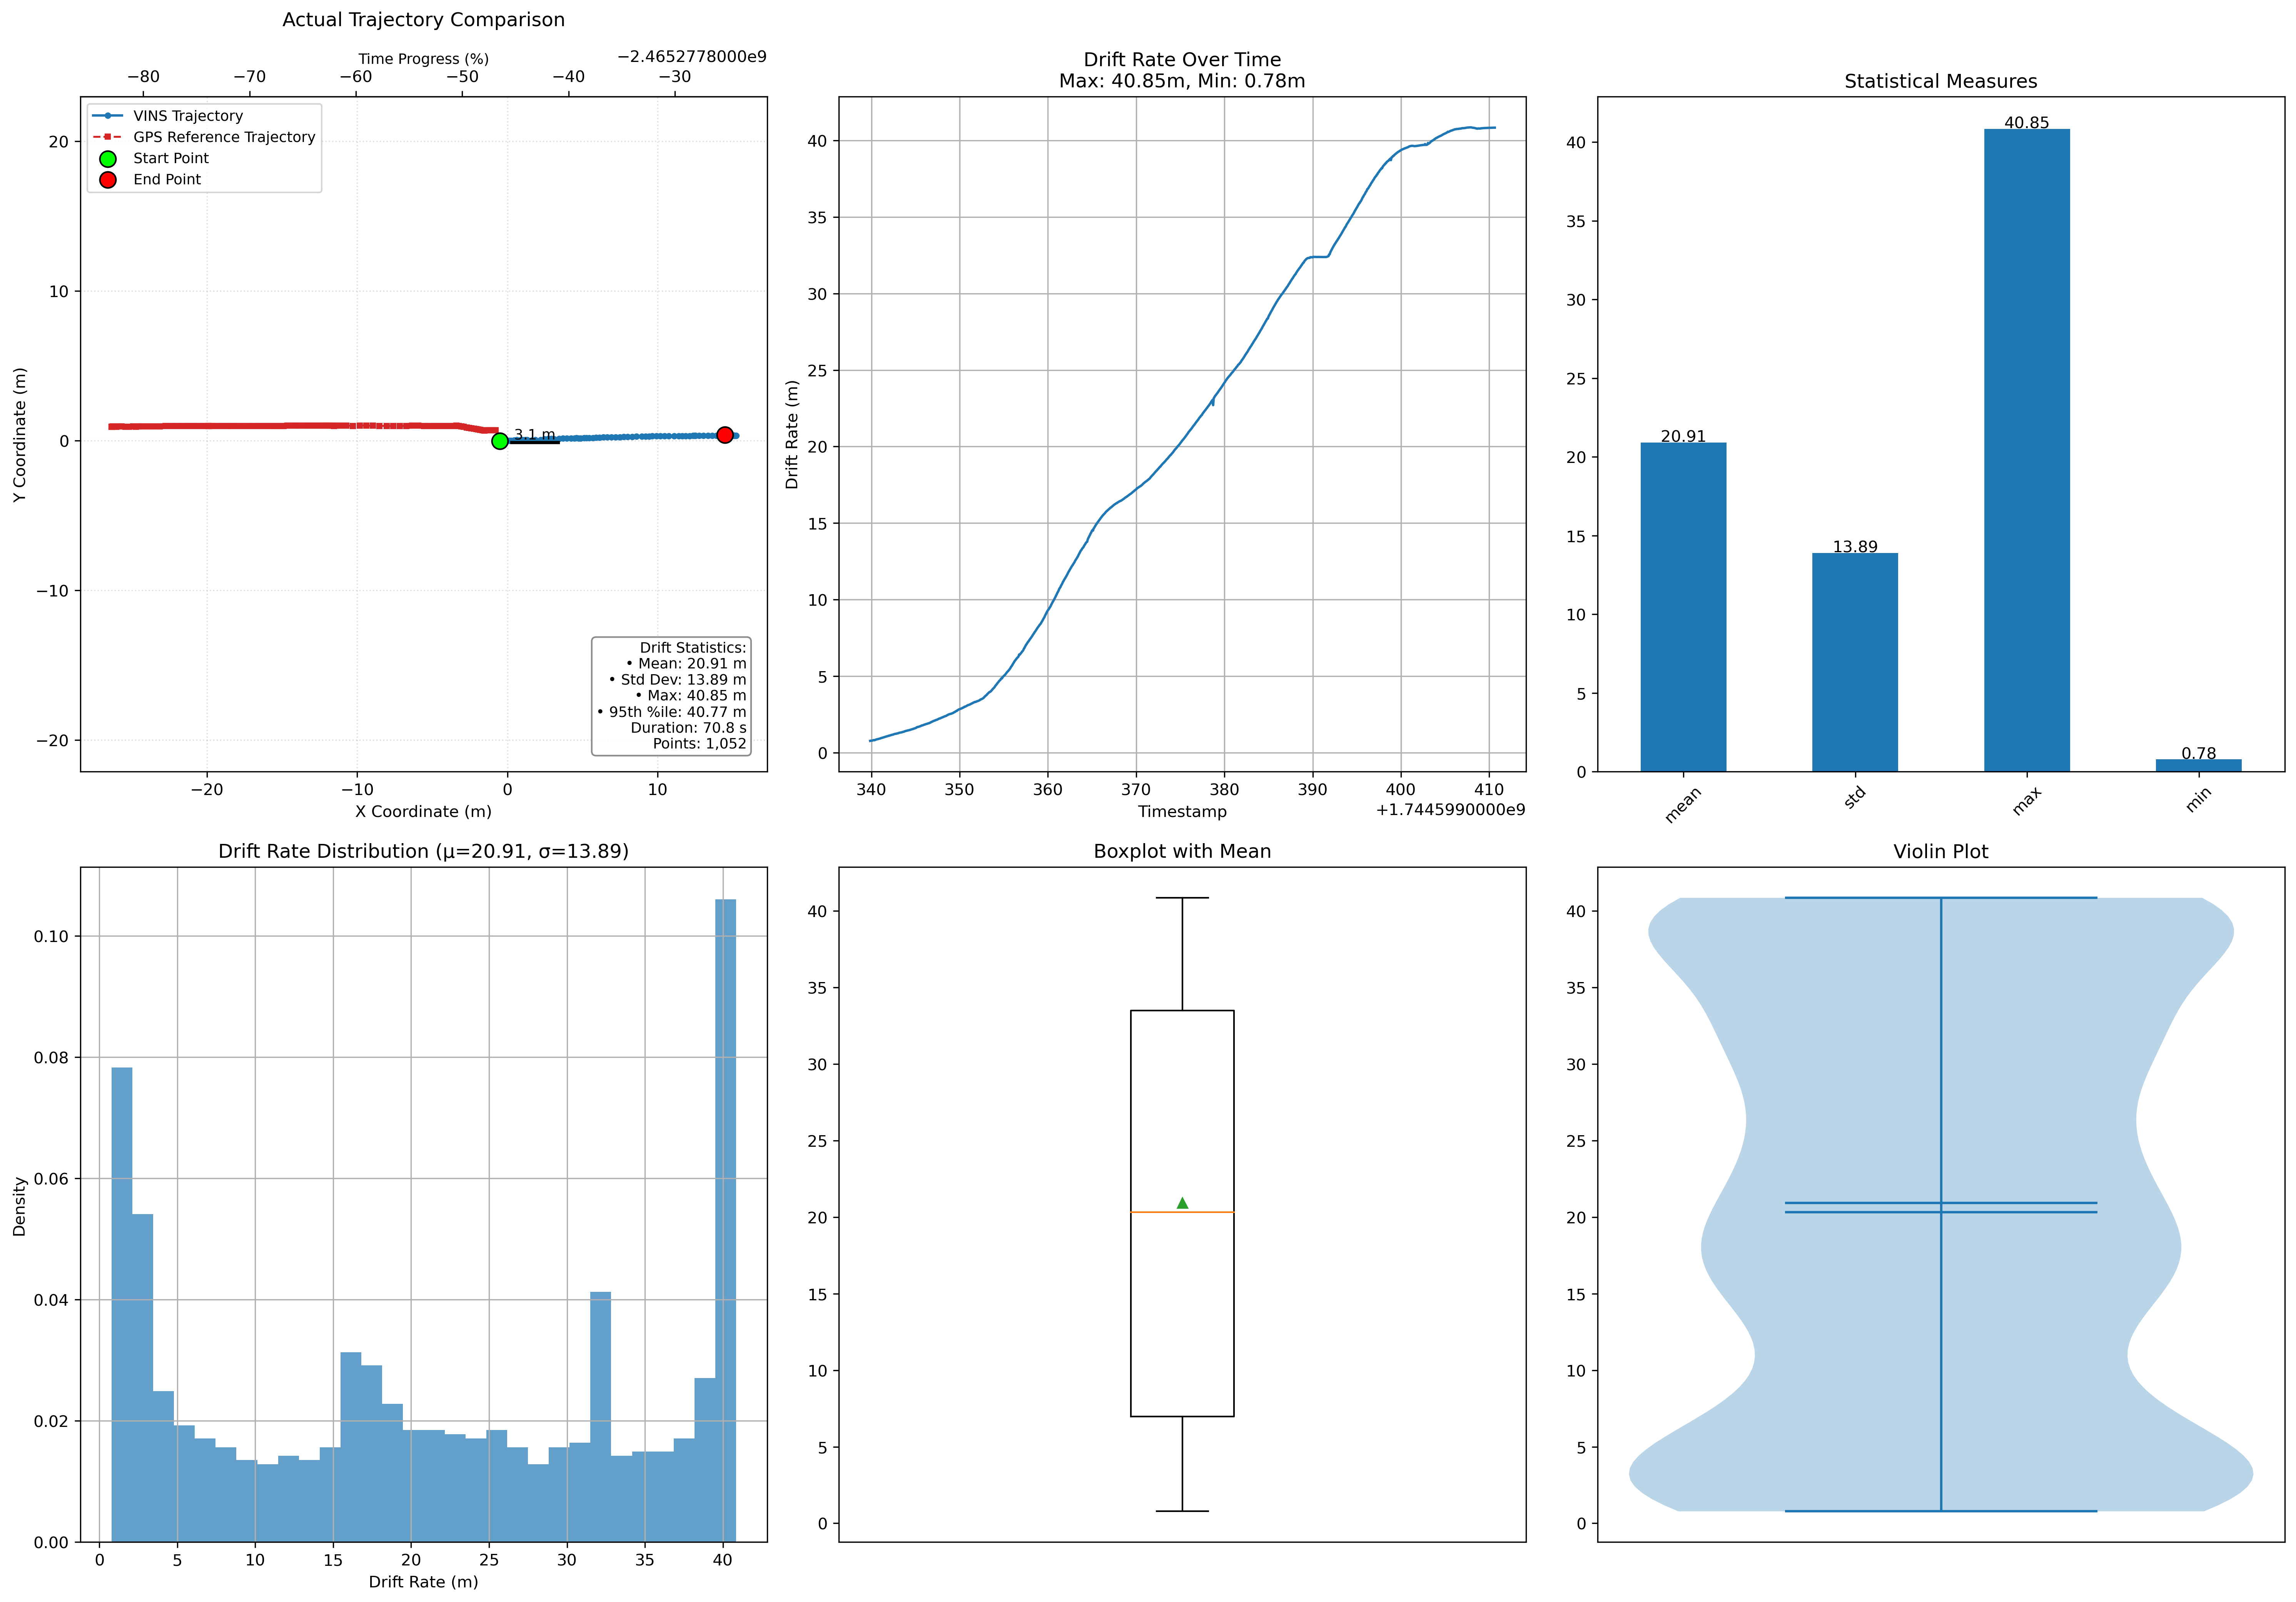 Actual Trajectory Comparison
Time Progress (%)
−2.4652778000e9
−80 −70 −60 −50 −40 −30
VINS Trajectory
GPS Reference Trajectory
Start Point
End Point
3.1 m
Drift Statistics:
• Mean: 20.91 m
• Std Dev: 13.89 m
• Max: 40.85 m
• 95th %ile: 40.77 m
Duration: 70.8 s
Points: 1,052
20
10
0
−10
−20
Y Coordinate (m)
−20 −10 0 10
X Coordinate (m)
Drift Rate Over Time
Max: 40.85m, Min: 0.78m
40
35
30
25
20
15
10
5
0
Drift Rate (m)
340 350 360 370 380 390 400 410
Timestamp
+1.7445990000e9
Statistical Measures
40
35
30
25
20
15
10
5
0
20.91
13.89
40.85
0.78
mean
std
max
min
Drift Rate Distribution (μ=20.91, σ=13.89)
0.10
0.08
0.06
0.04
0.02
0.00
Density
0 5 10 15 20 25 30 35 40
Drift Rate (m)
Boxplot with Mean
40
35
30
25
20
15
10
5
0
Violin Plot
40
35
30
25
20
15
10
5
0